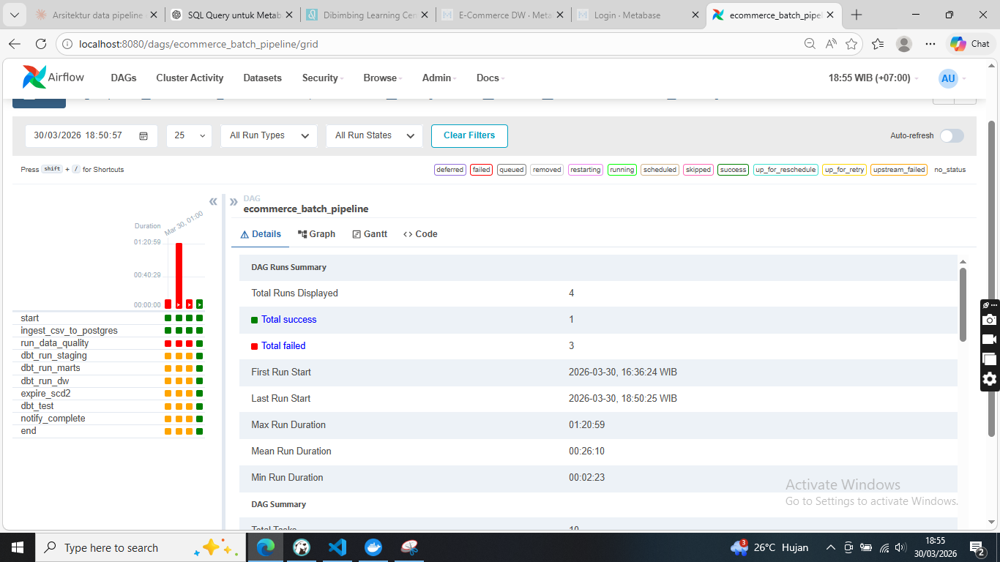 Arsitektur data pipeline
SQL Query untuk Metab
Dibimbing Learning Cen
E-Commerce DW - Meta
Login - Metabase
ecommerce_batch_pipel
localhost:8080/dags/ecommerce_batch_pipeline/grid
Chat
Airflow
DAGs
Cluster Activity
Datasets
Security
Browse
Admin
Docs
18:55 WIB (+07:00)
AU
30/03/2026 18:50:57
25
All Run Types
All Run States
Clear Filters
Auto-refresh
Press shift + / for Shortcuts
deferred
failed
queued
removed
restarting
running
scheduled
skipped
success
up_for_reschedule
up_for_retry
upstream_failed
no_status
Duration
Mar 30, 01:00
01:20:59
00:40:29
00:00:00
start
ingest_csv_to_postgres
run_data_quality
dbt_run_staging
dbt_run_marts
dbt_run_dw
expire_scd2
dbt_test
notify_complete
end
DAG
ecommerce_batch_pipeline
Details
Graph
Gantt
Code
DAG Runs Summary
Total Runs Displayed 4
Total success 1
Total failed 3
First Run Start 2026-03-30, 16:36:24 WIB
Last Run Start 2026-03-30, 18:50:25 WIB
Max Run Duration 01:20:59
Mean Run Duration 00:26:10
Min Run Duration 00:02:23
DAG Summary
Total Tasks 10
Activate Windows
Go to Settings to activate Windows.
Type here to search
3
26°C Hujan
18:55
30/03/2026
2